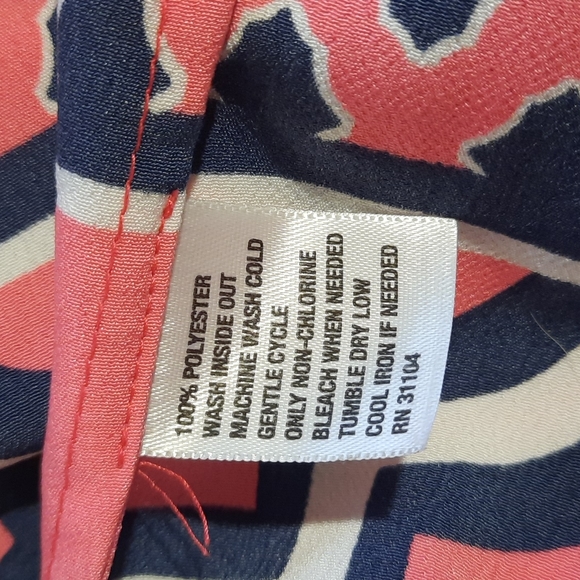 100% POLYESTER
WASH INSIDE OUT
MACHINE WASH COLD
GENTLE CYCLE
ONLY NON-CHLORINE
BLEACH WHEN NEEDED
TUMBLE DRY LOW
COOL IRON IF NEEDED
RN 31104